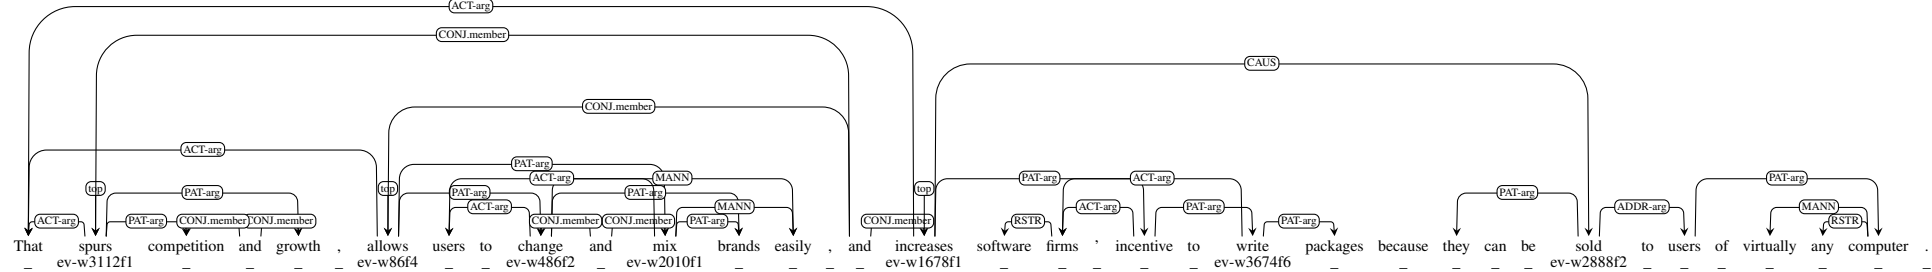 ACT-arg
CONJ.member
CAUS
CONJ.member
ACT-arg
PAT-arg
top PAT-arg top PAT-arg ACT-arg PAT-arg MANN top PAT-arg ACT-arg PAT-arg PAT-arg
ACT-arg PAT-arg CONJ.member CONJ.member ACT-arg CONJ.member CONJ.member PAT-arg MANN CONJ.member RSTR ACT-arg PAT-arg PAT-arg ADDR-arg MANN RSTR
That spurs competition and growth , allows users to change and mix brands easily , and increases software firms ' incentive to write packages because they can be sold to users of virtually any computer .
_ ev-w3112f1 _ _ _ _ ev-w86f4 _ _ ev-w486f2 _ ev-w2010f1 _ _ _ _ ev-w1678f1 _ _ _ _ _ ev-w3674f6 _ _ _ _ _ ev-w2888f2 _ _ _ _ _ _ _